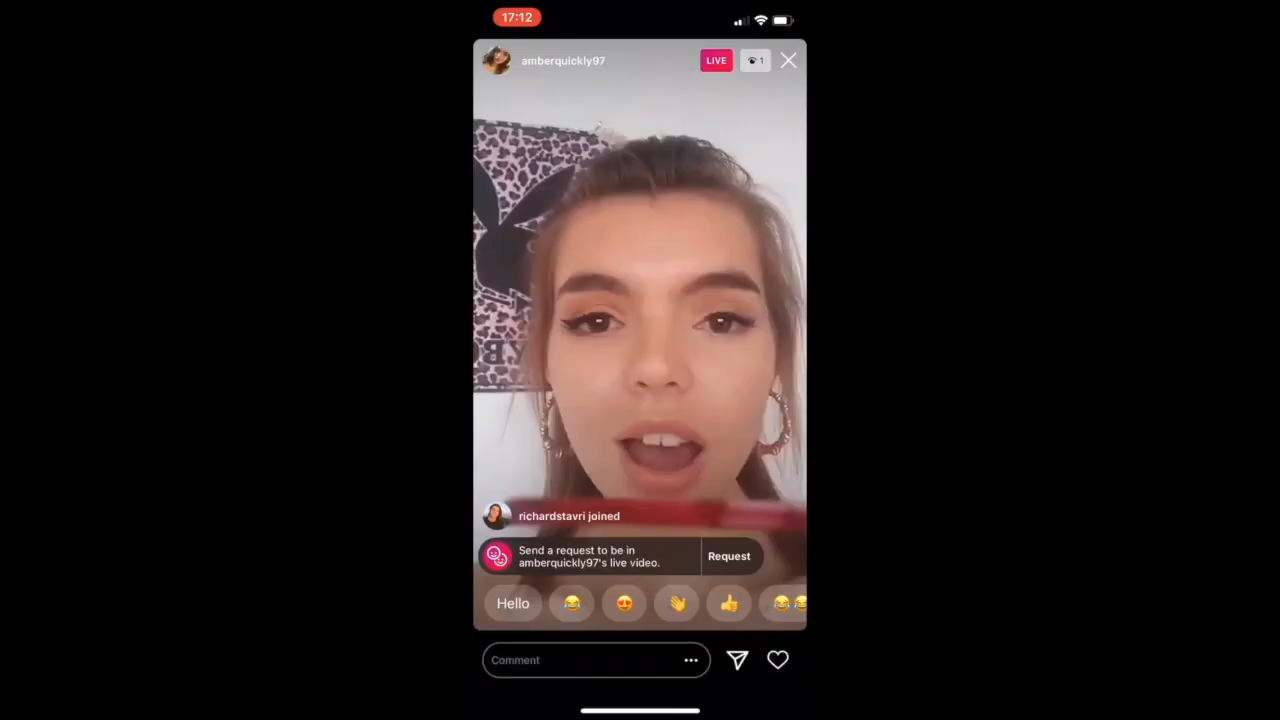 17:12
amberquickly97
LIVE
1
richardstavri joined
Send a request to be in
amberquickly97's live video.
Request
Hello
Comment